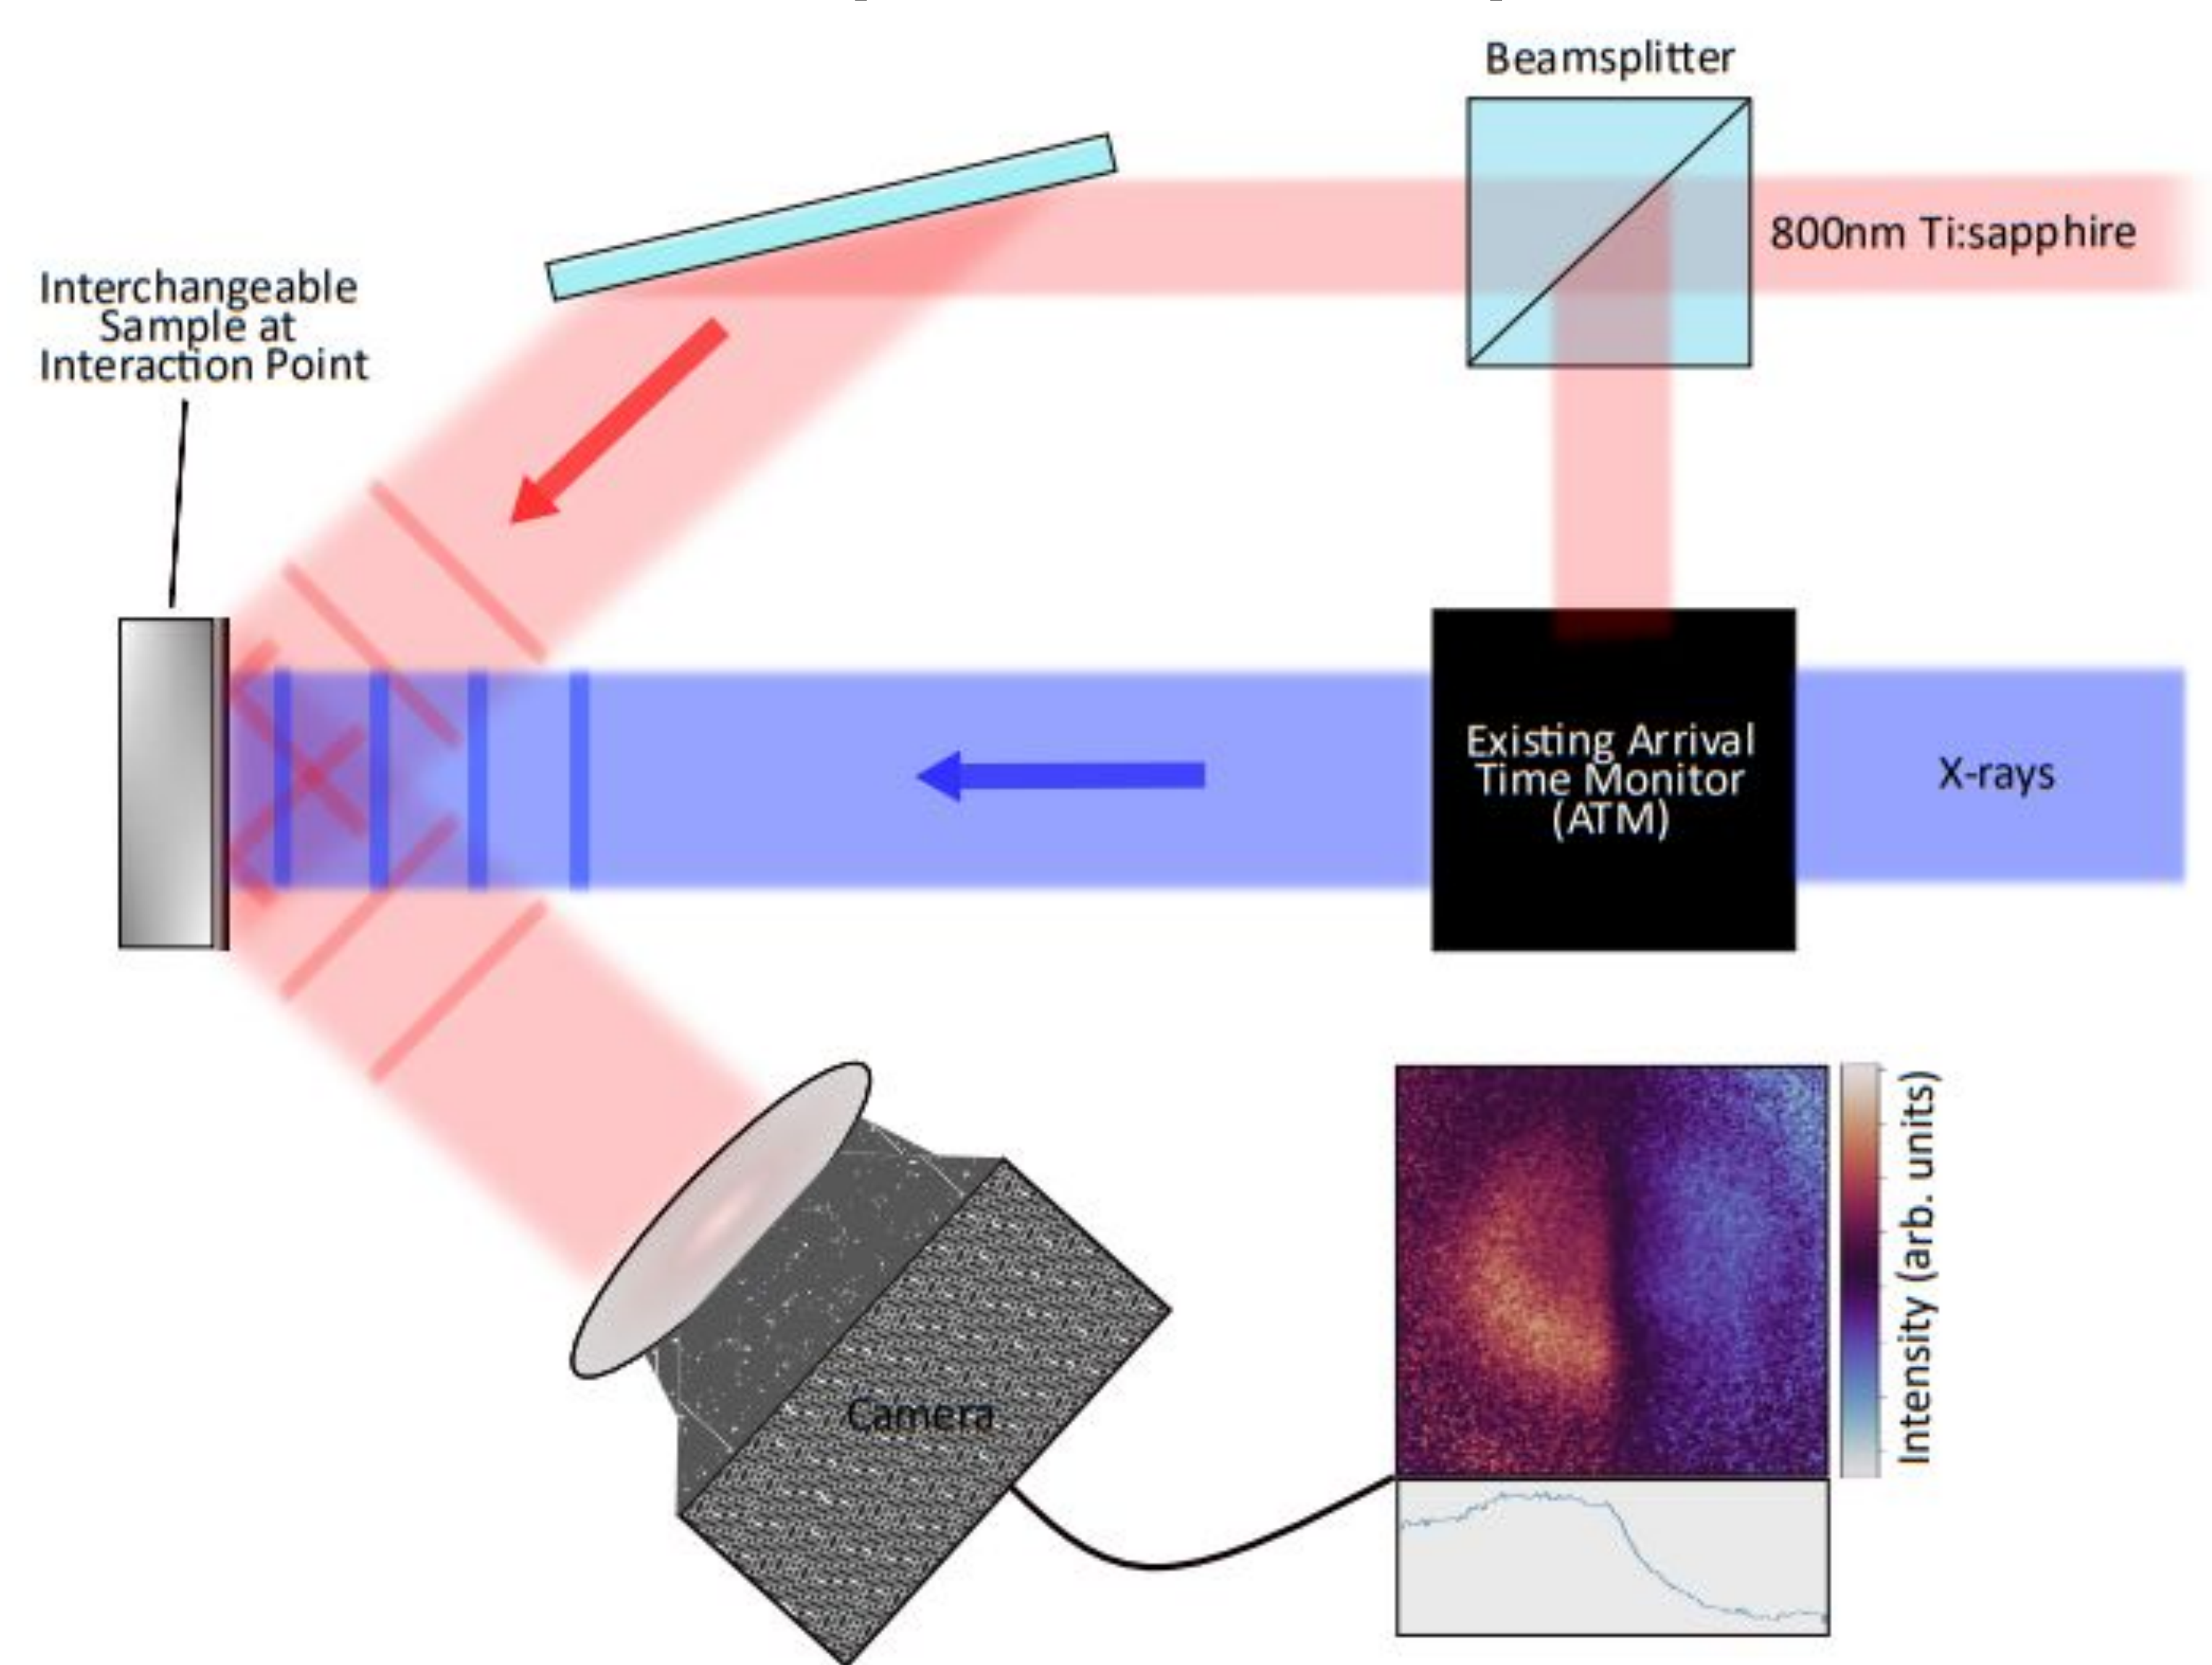 Beamsplitter
800nm Ti:sapphire
Interchangeable
Sample at
Interaction Point
Existing Arrival
Time Monitor
(ATM)
X-rays
Camera
Intensity (arb. units)